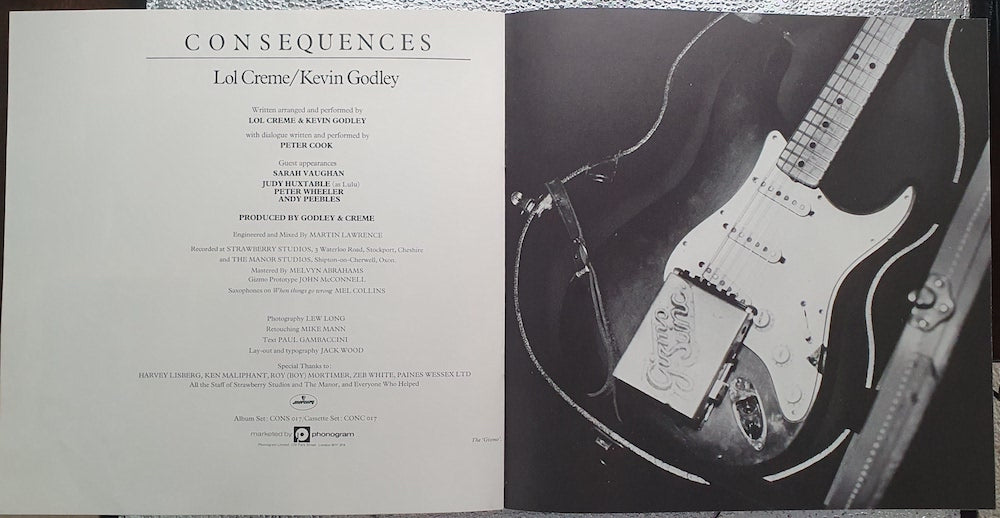 CONSEQUENCES
Lol Creme/Kevin Godley
Written arranged and performed by
LOL CREME & KEVIN GODLEY
with dialogue written and performed by
PETER COOK
Guest appearances
SARAH VAUGHAN
JUDY HUXTABLE (as Lulu)
PETER WHEELER
ANDY PEEBLES
PRODUCED BY GODLEY & CREME
Engineered and Mixed By MARTIN LAWRENCE
Recorded at STRAWBERRY STUDIOS, 3 Waterloo Road, Stockport, Cheshire
and THE MANOR STUDIOS, Shipton-on-Cherwell, Oxon.
Mastered By MELVYN ABRAHAMS
Gizmo Prototype JOHN McCONNELL
Saxophones on When things go wrong MEL COLLINS
Photography LEW LONG
Retouching MIKE MANN
Text PAUL GAMBACCINI
Lay-out and typography JACK WOOD
Special Thanks to:
HARVEY LISBERG, KEN MALIPHANT, ROY (BOY) MORTIMER, ZEB WHITE, PAINES WESSEX LTD
All the Staff of Strawberry Studios and The Manor, and Everyone Who Helped
mercury
Album Set: CONS 017/Cassette Set: CONC 017
marketed by phonogram
The 'Gizmo'.
Gizmo